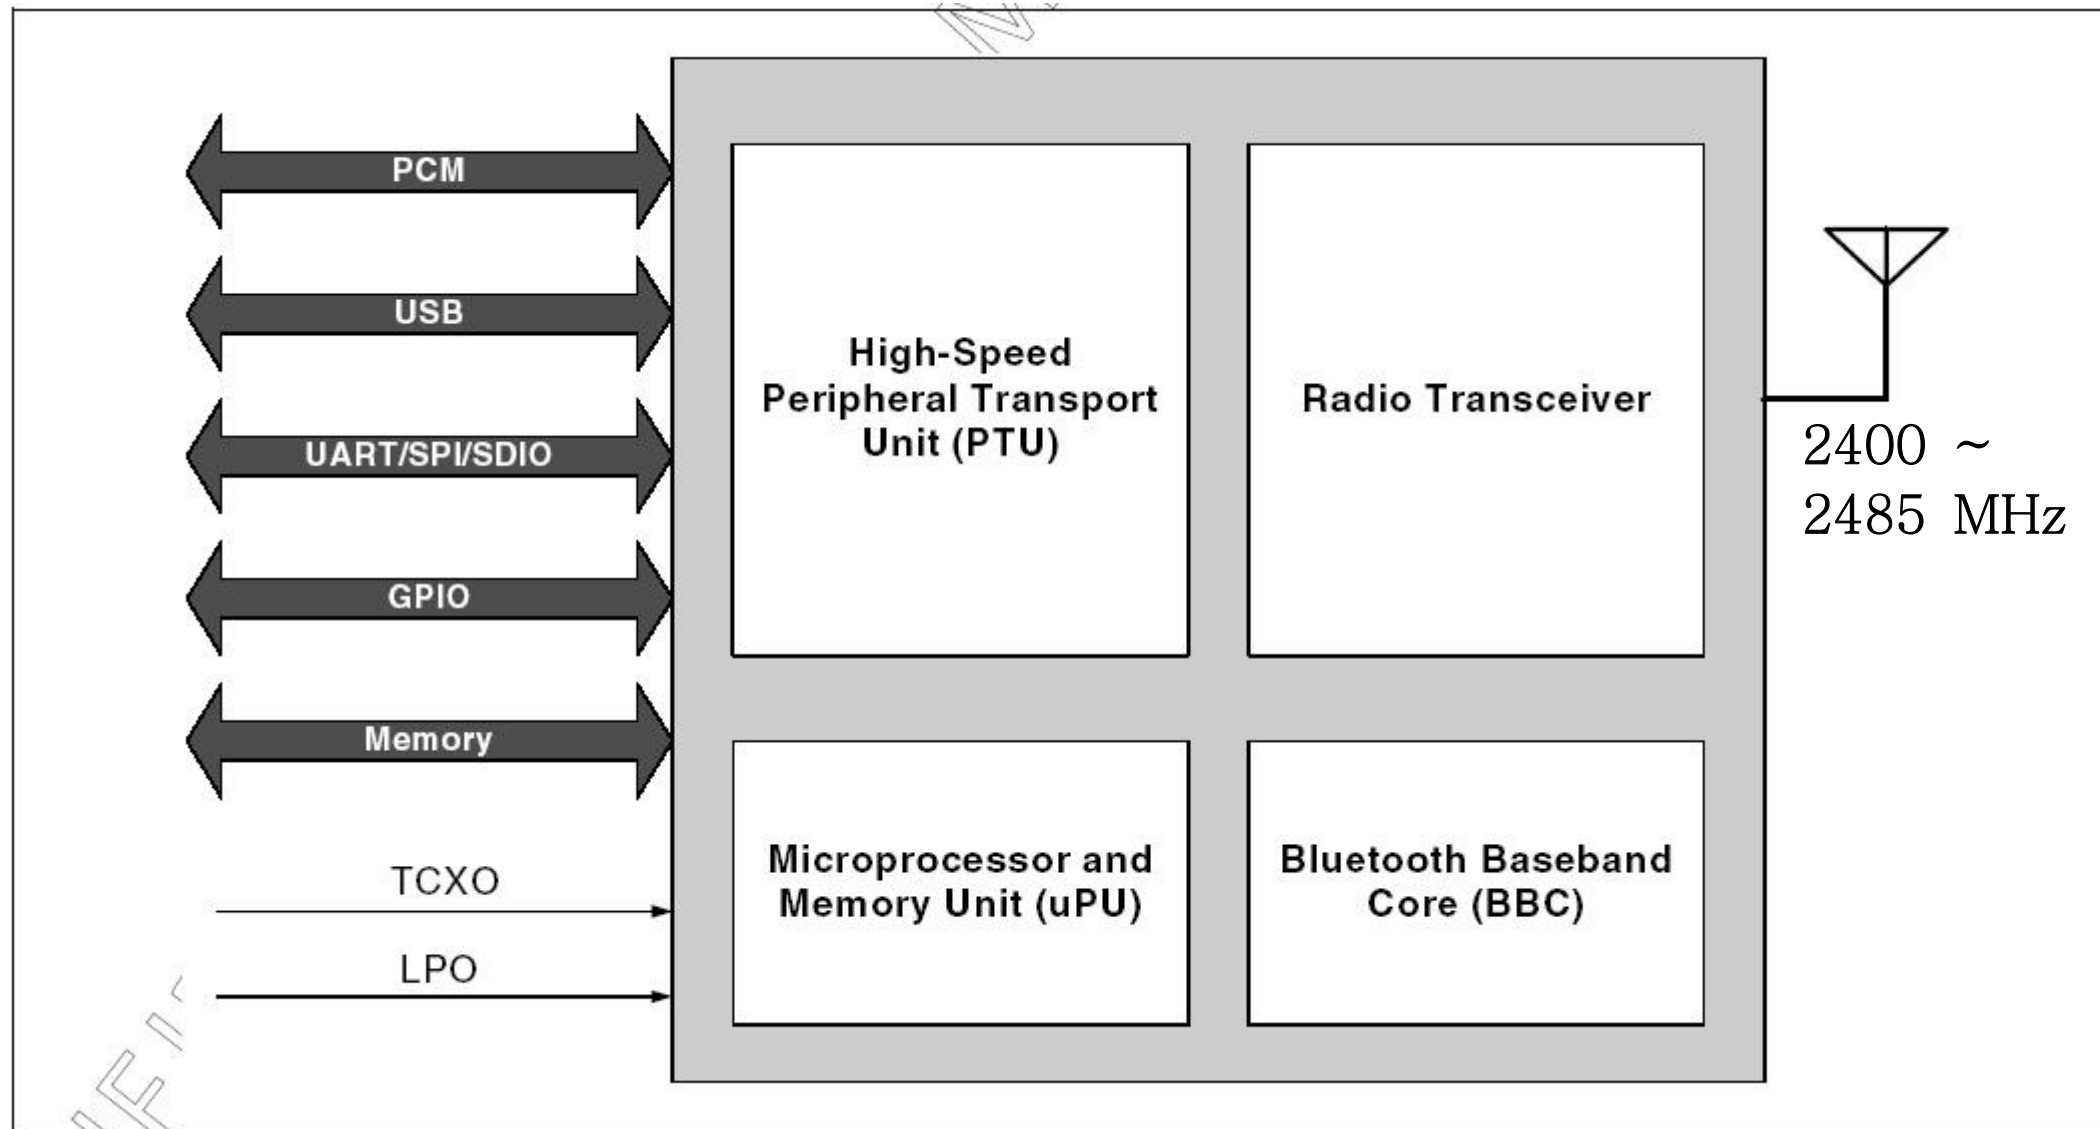 PCM
USB
UART/SPI/SDIO
GPIO
Memory
TCXO
LPO
High-Speed
Peripheral Transport
Unit (PTU)
Radio Transceiver
Microprocessor and
Memory Unit (uPU)
Bluetooth Baseband
Core (BBC)
2400 ~
2485 MHz